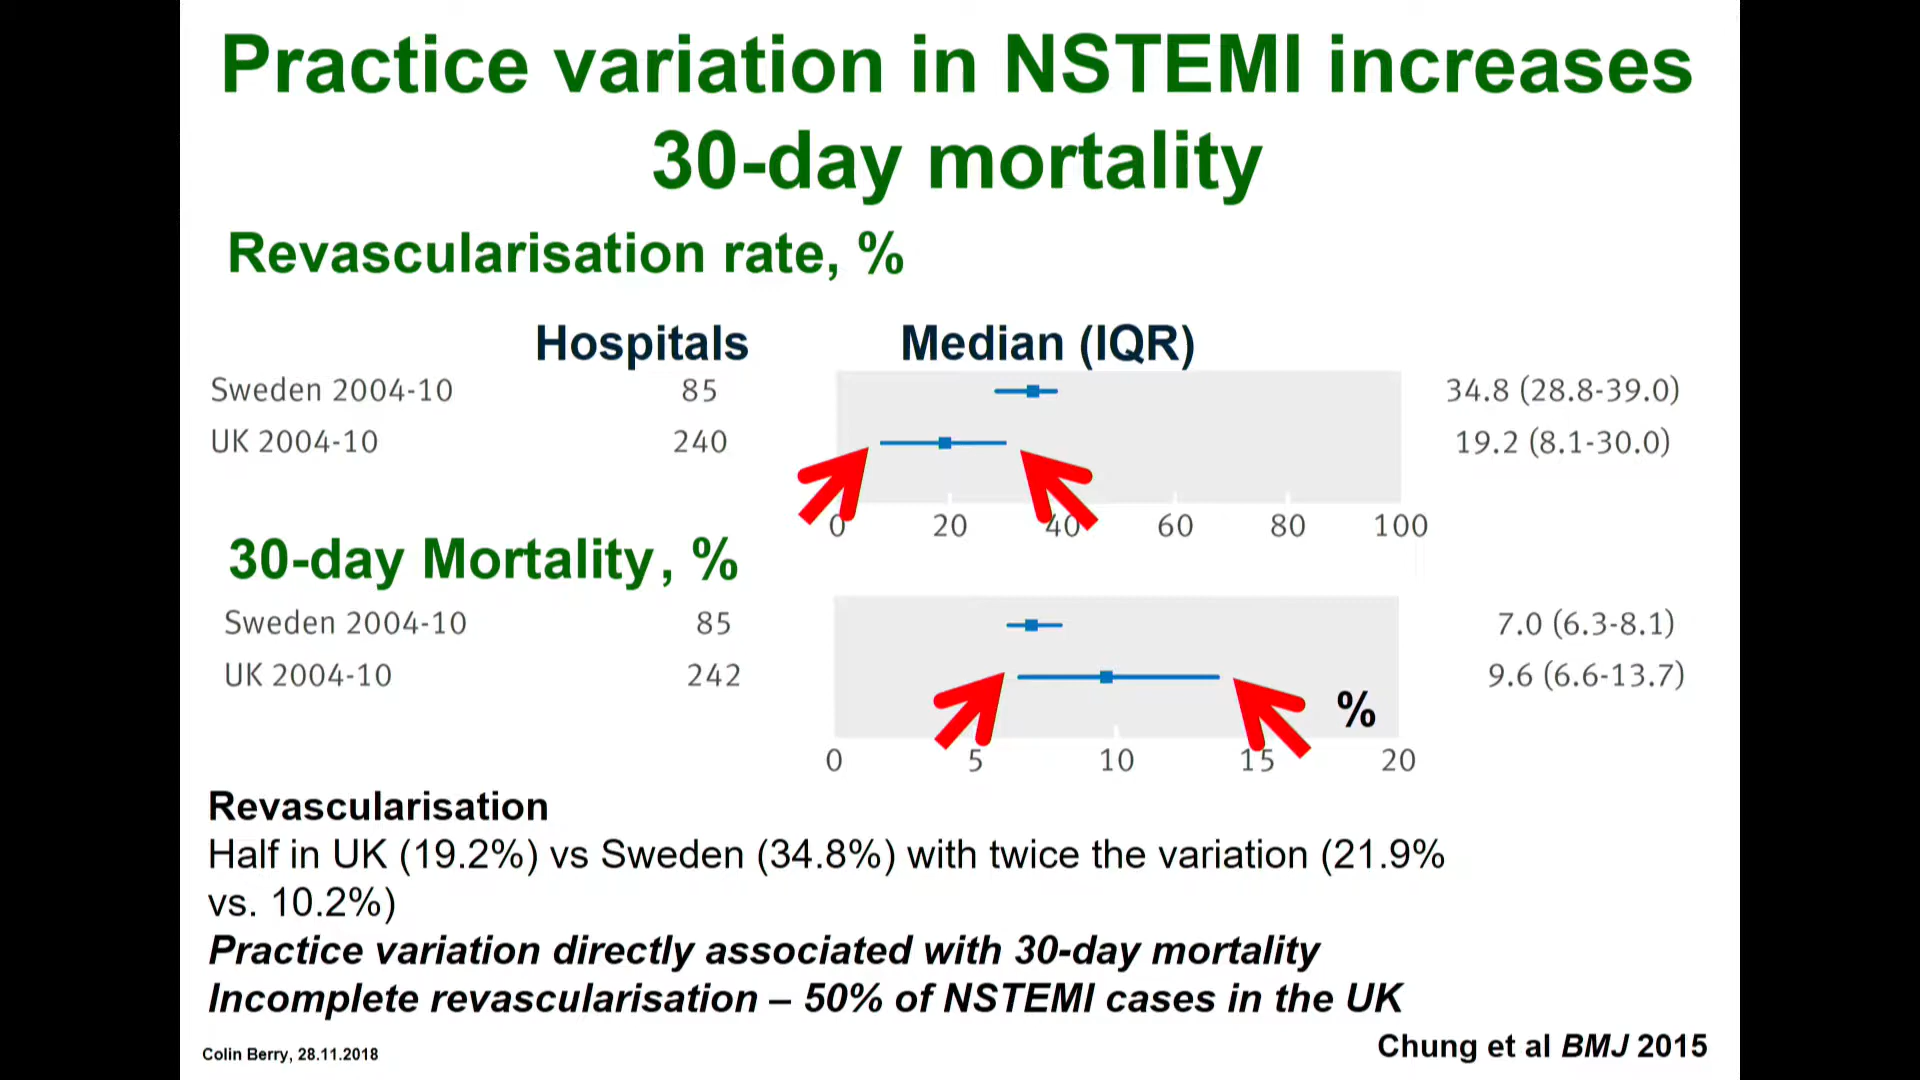 Practice variation in NSTEMI increases
30-day mortality
Revascularisation rate, %
Hospitals Median (IQR)
Sweden 2004-10 85 34.8 (28.8-39.0)
UK 2004-10 240 19.2 (8.1-30.0)
0 20 40 60 80 100
30-day Mortality, %
Sweden 2004-10 85 7.0 (6.3-8.1)
UK 2004-10 242 9.6 (6.6-13.7)
%
0 5 10 15 20
Revascularisation
Half in UK (19.2%) vs Sweden (34.8%) with twice the variation (21.9%
vs. 10.2%)
Practice variation directly associated with 30-day mortality
Incomplete revascularisation – 50% of NSTEMI cases in the UK
Chung et al BMJ 2015
Colin Berry, 28.11.2018